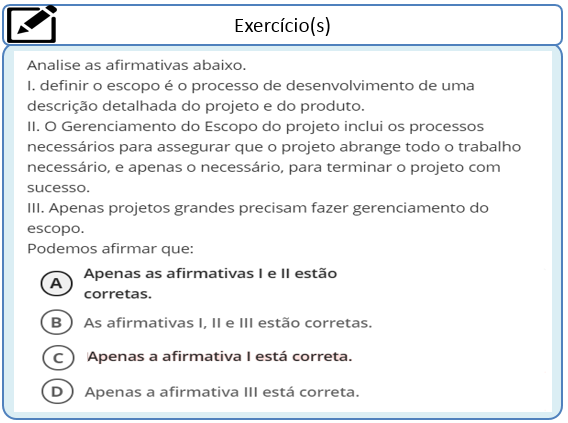 Exercício(s)
Analise as afirmativas abaixo.
I. definir o escopo é o processo de desenvolvimento de uma
descrição detalhada do projeto e do produto.
II. O Gerenciamento do Escopo do projeto inclui os processos
necessários para assegurar que o projeto abrange todo o trabalho
necessário, e apenas o necessário, para terminar o projeto com
sucesso.
III. Apenas projetos grandes precisam fazer gerenciamento do
escopo.
Podemos afirmar que:
A Apenas as afirmativas I e II estão
corretas.
B As afirmativas I, II e III estão corretas.
C Apenas a afirmativa I está correta.
D Apenas a afirmativa III está correta.